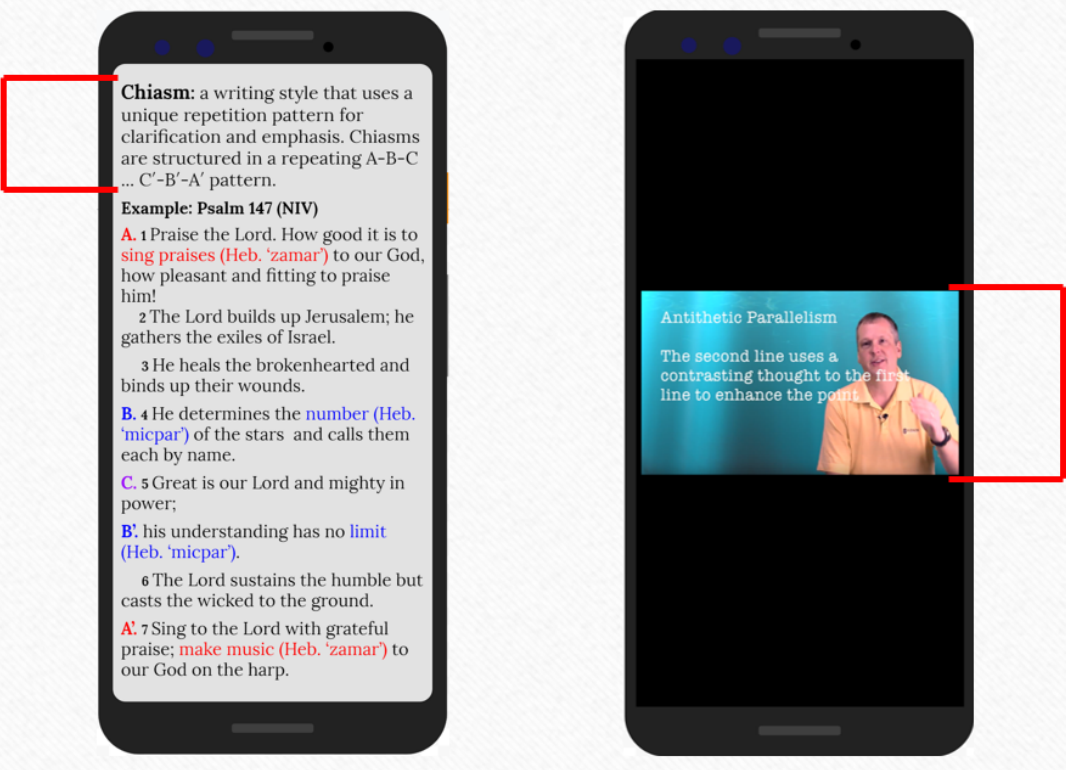 Chiasm: a writing style that uses a
unique repetition pattern for
clarification and emphasis. Chiasms
are structured in a repeating A-B-C
... C′-B′-A′ pattern.
Example: Psalm 147 (NIV)
A. 1 Praise the Lord. How good it is to
sing praises (Heb. ‘zamar’) to our God,
how pleasant and fitting to praise
him!
2 The Lord builds up Jerusalem; he
gathers the exiles of Israel.
3 He heals the brokenhearted and
binds up their wounds.
B. 4 He determines the number (Heb.
‘micpar’) of the stars and calls them
each by name.
C. 5 Great is our Lord and mighty in
power;
B’. his understanding has no limit
(Heb. ‘micpar’).
6 The Lord sustains the humble but
casts the wicked to the ground.
A’. 7 Sing to the Lord with grateful
praise; make music (Heb. ‘zamar’) to
our God on the harp.
Antithetic Parallelism
The second line uses a
contrasting thought to the first
line to enhance the point